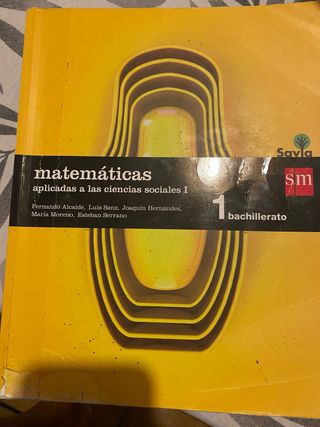 Savia
matemáticas
aplicadas a las ciencias sociales I
sm
Fernando Alcaide, Luis Sanz, Joaquín Hernández,
María Moreno, Esteban Serrano
1 bachillerato